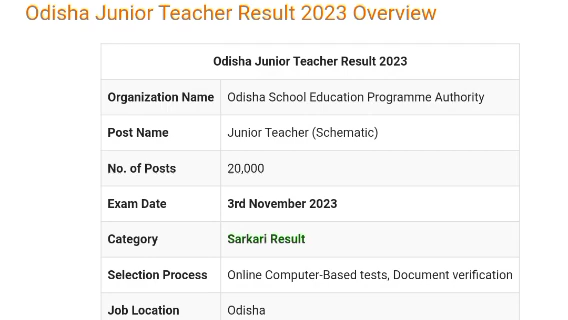 Odisha Junior Teacher Result 2023 Overview
Odisha Junior Teacher Result 2023
Organization Name Odisha School Education Programme Authority
Post Name Junior Teacher (Schematic)
No. of Posts 20,000
Exam Date 3rd November 2023
Category Sarkari Result
Selection Process Online Computer-Based tests, Document verification
Job Location Odisha